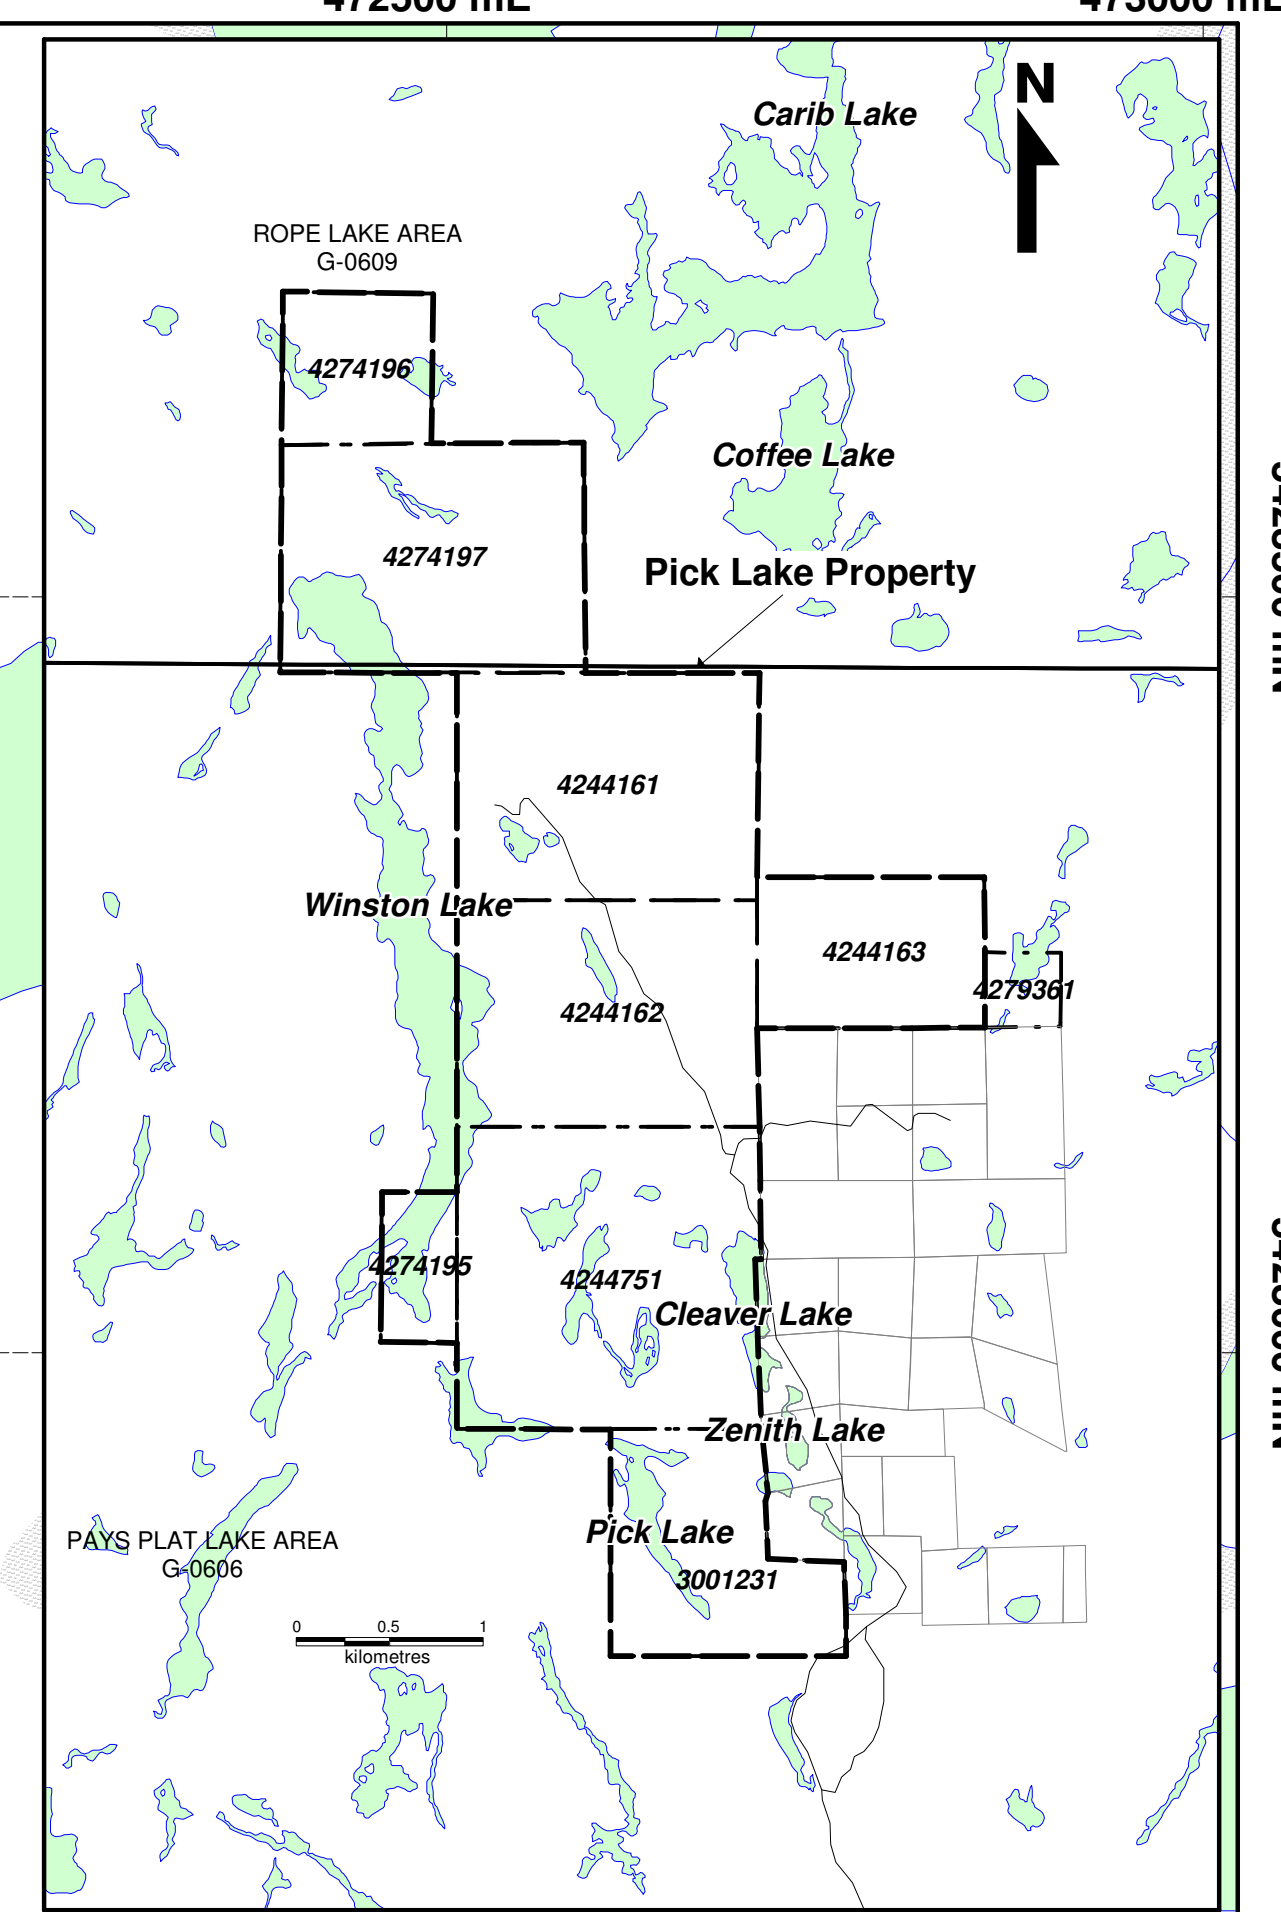 Carib Lake
N
ROPE LAKE AREA
G-0609
4274196
Coffee Lake
4274197
Pick Lake Property
4244161
Winston Lake
4244163
4279361
4244162
4274195
4244751
Cleaver Lake
Zenith Lake
Pick Lake
PAYS PLAT LAKE AREA
G-0606
3001231
0 0.5 1
kilometres